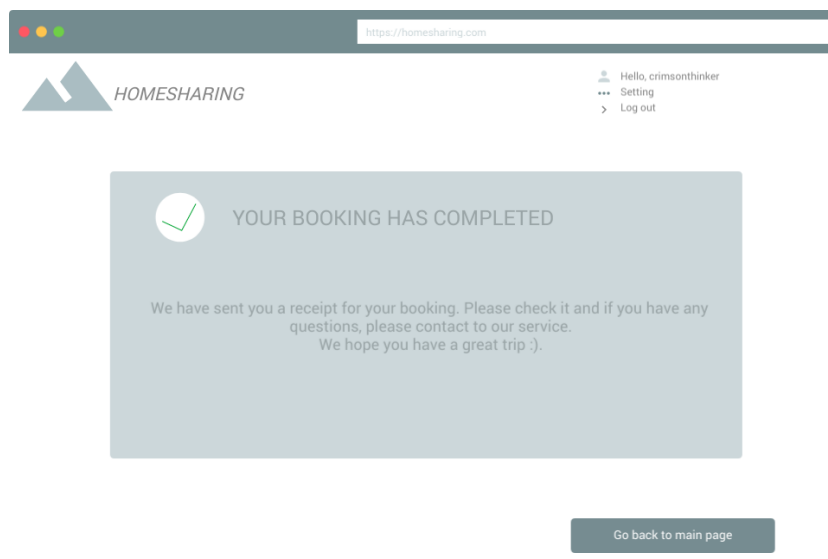 https://homesharing.com
HOMESHARING
Hello, crimsonthinker
Setting
Log out
YOUR BOOKING HAS COMPLETED
We have sent you a receipt for your booking. Please check it and if you have any
questions, please contact to our service.
We hope you have a great trip :).
Go back to main page